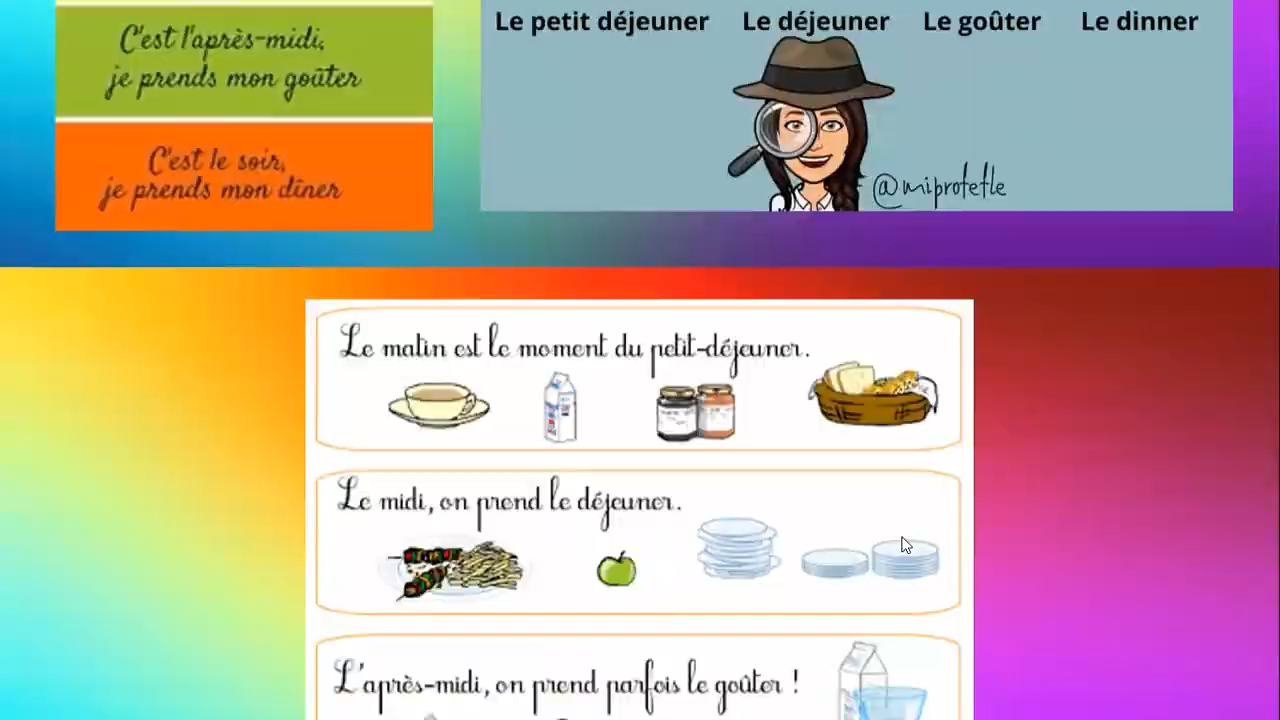 C'est l'après-midi,
je prends mon goûter
C'est le soir,
je prends mon dîner
Le petit déjeuner Le déjeuner Le goûter Le dinner
@miprofefle
Le matin est le moment du petit-déjeuner.
Le midi, on prend le déjeuner.
L'après-midi, on prend parfois le goûter !